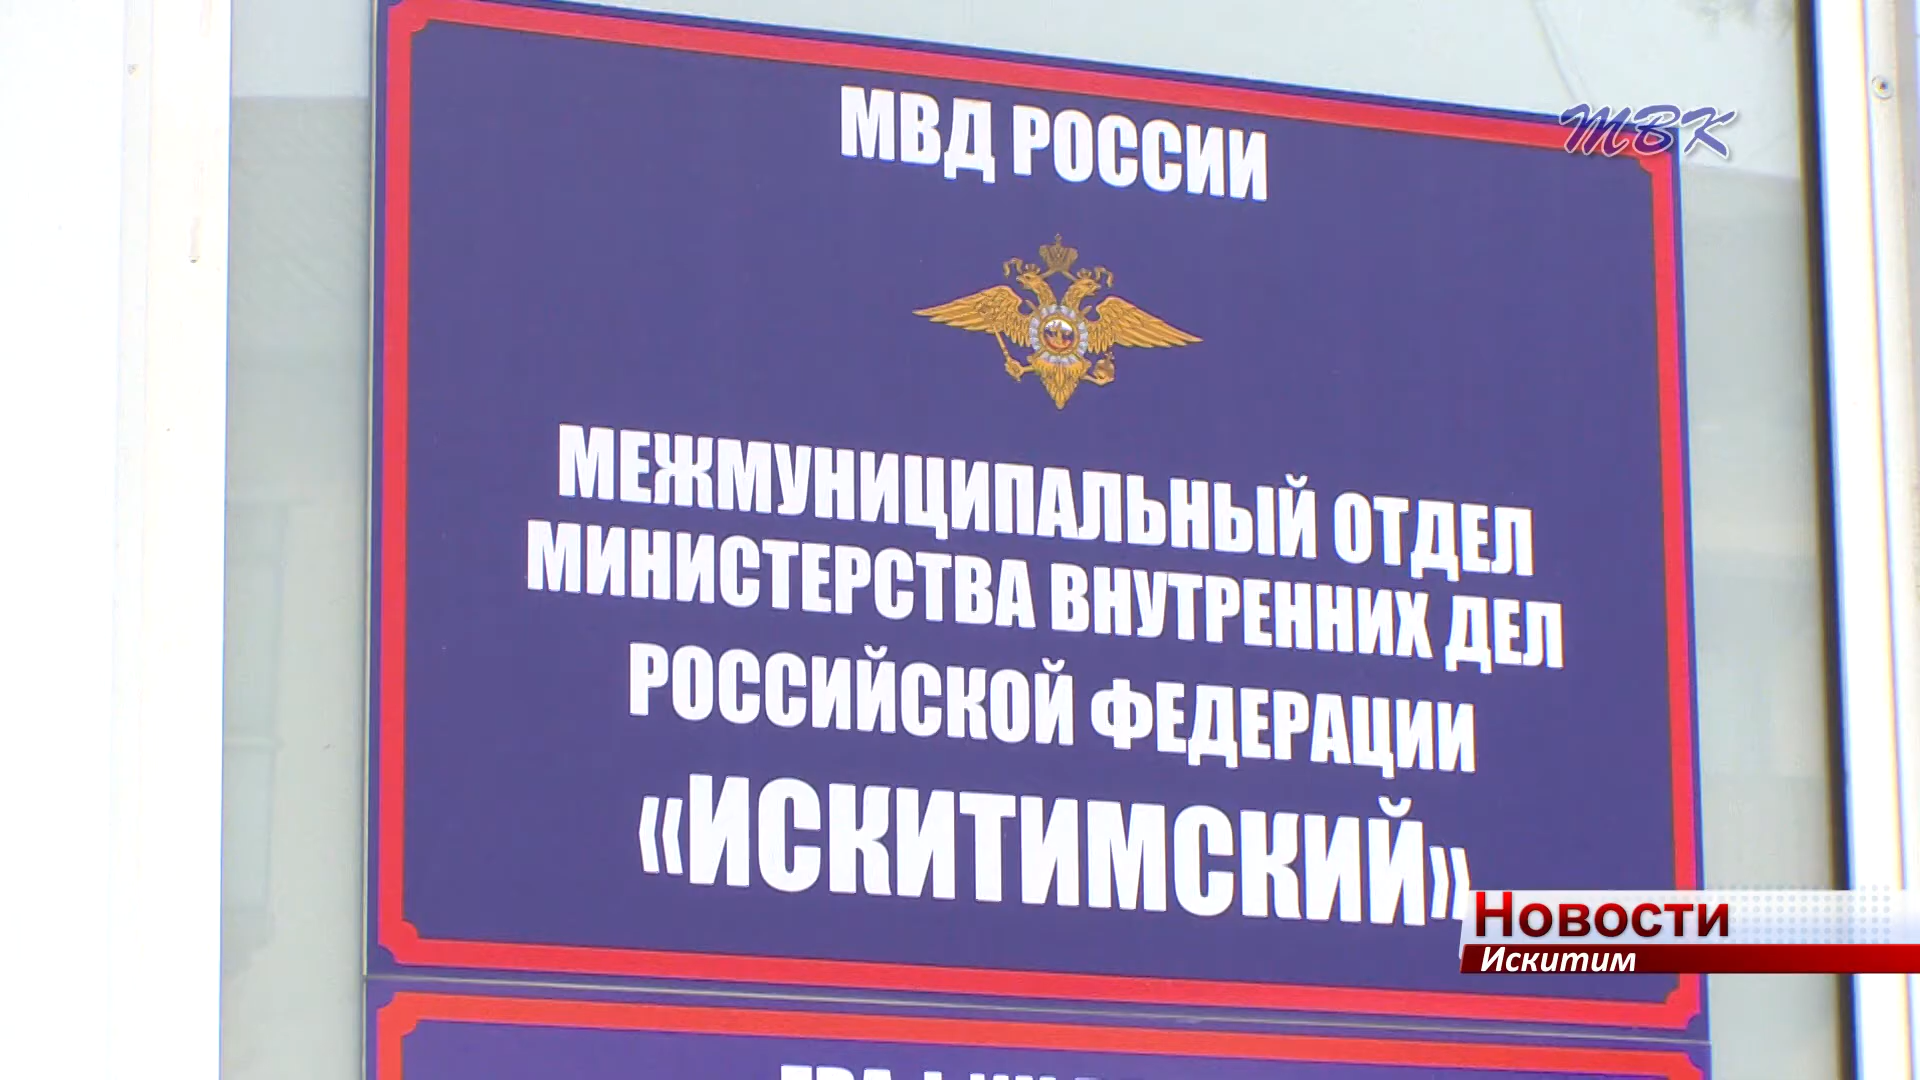 МВД РОССИИ
ТВК
МЕЖМУНИЦИПАЛЬНЫЙ ОТДЕЛ
МИНИСТЕРСТВА ВНУТРЕННИХ ДЕЛ
РОССИЙСКОЙ ФЕДЕРАЦИИ
«ИСКИТИМСКИЙ»
Новости
Искитим